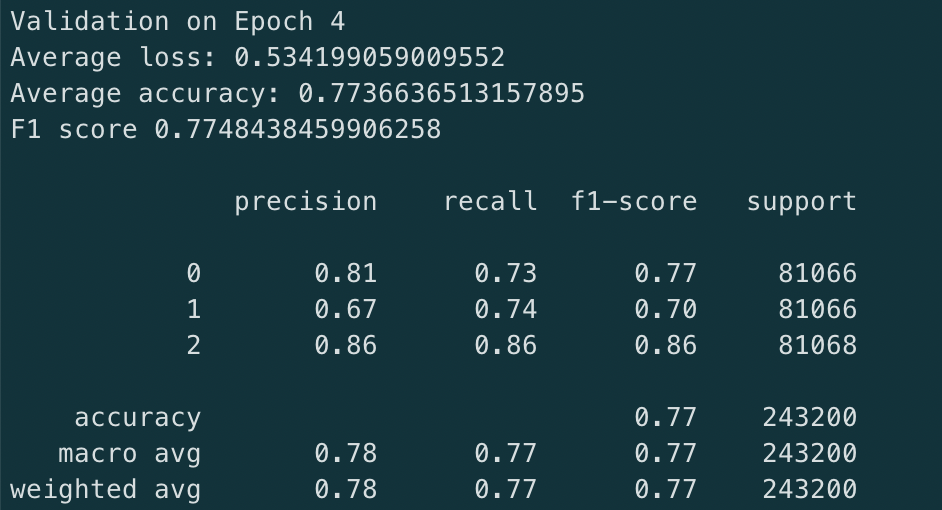 Validation on Epoch 4
Average loss: 0.534199059009552
Average accuracy: 0.7736636513157895
F1 score 0.7748438459906258
precision recall f1-score support
0 0.81 0.73 0.77 81066
1 0.67 0.74 0.70 81066
2 0.86 0.86 0.86 81068
accuracy 0.77 243200
macro avg 0.78 0.77 0.77 243200
weighted avg 0.78 0.77 0.77 243200